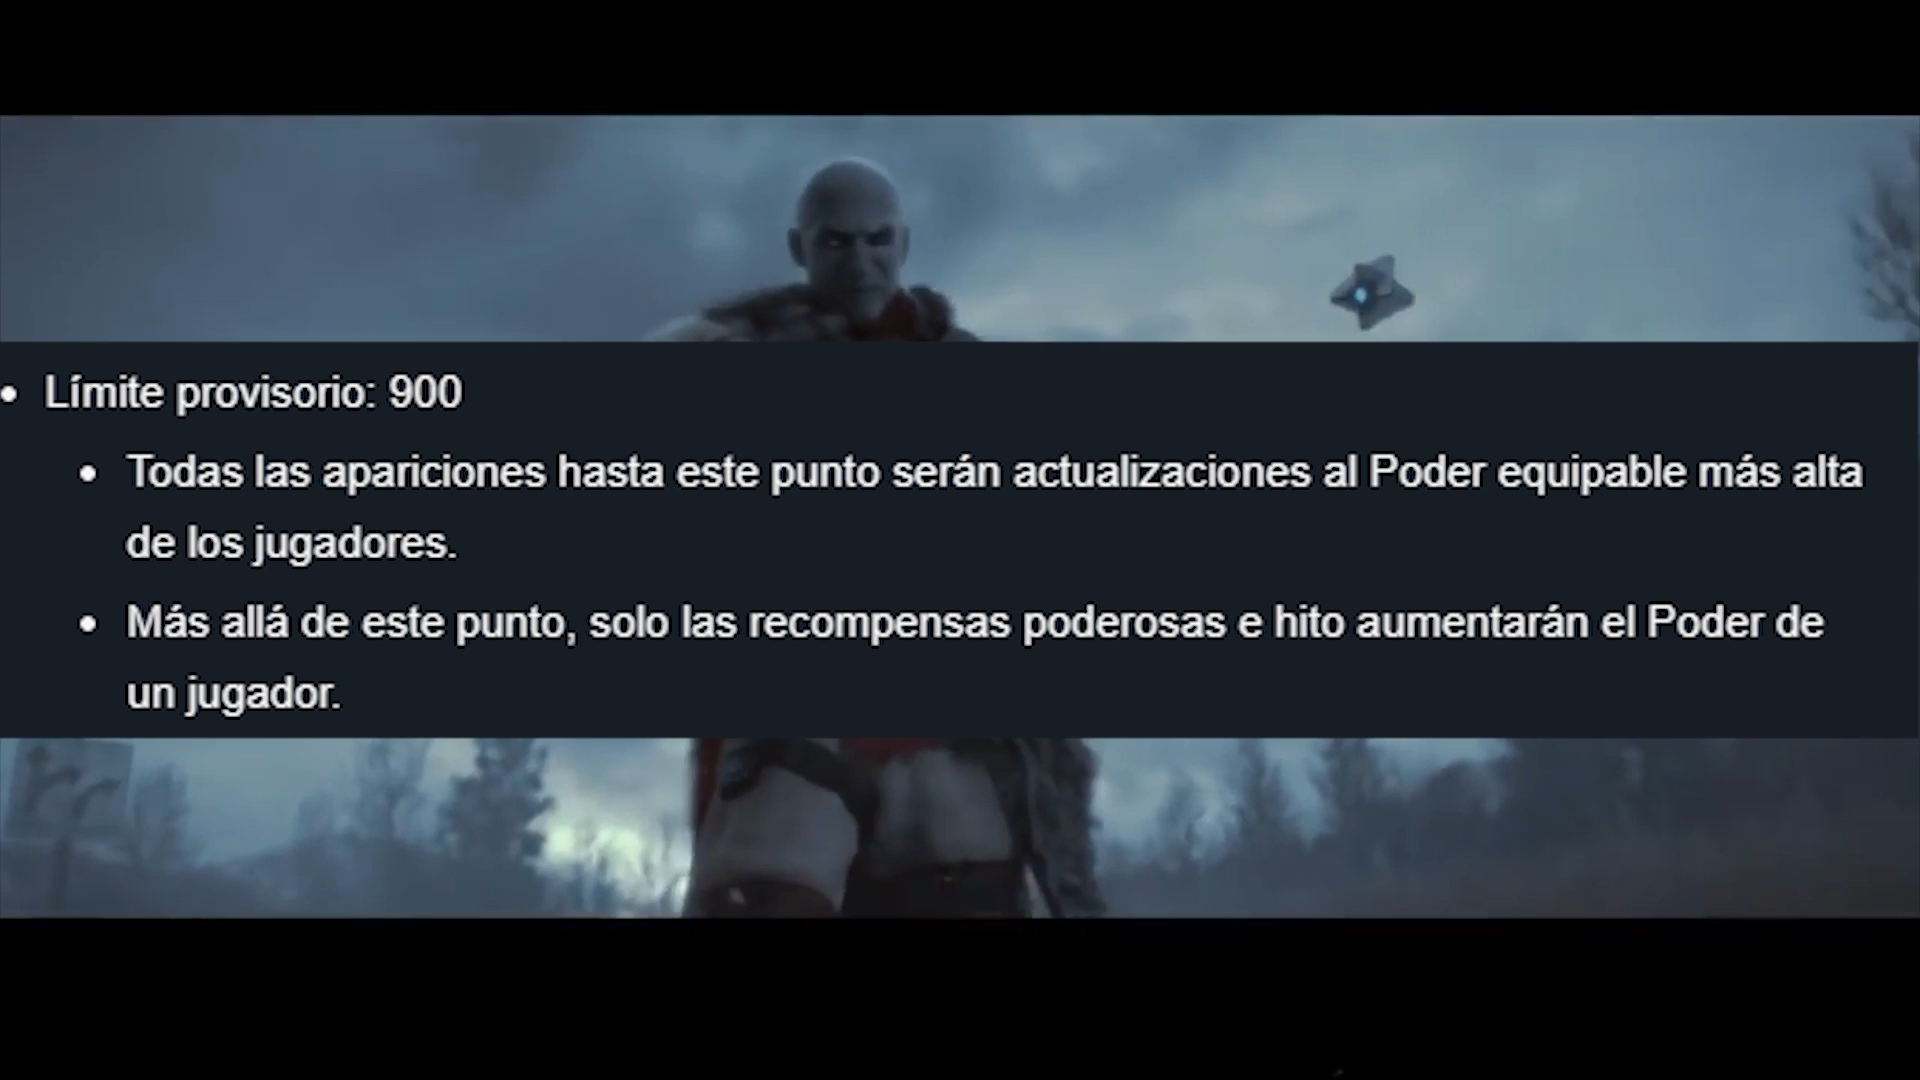 • Límite provisorio: 900
• Todas las apariciones hasta este punto serán actualizaciones al Poder equipable más alta
de los jugadores.
• Más allá de este punto, solo las recompensas poderosas e hito aumentarán el Poder de
un jugador.